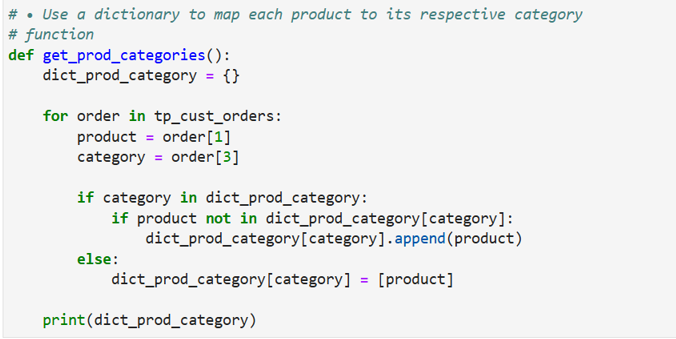 # • Use a dictionary to map each product to its respective category
# function
def get_prod_categories():
    dict_prod_category = {}

    for order in tp_cust_orders:
        product = order[1]
        category = order[3]

        if category in dict_prod_category:
            if product not in dict_prod_category[category]:
                dict_prod_category[category].append(product)
        else:
            dict_prod_category[category] = [product]

    print(dict_prod_category)